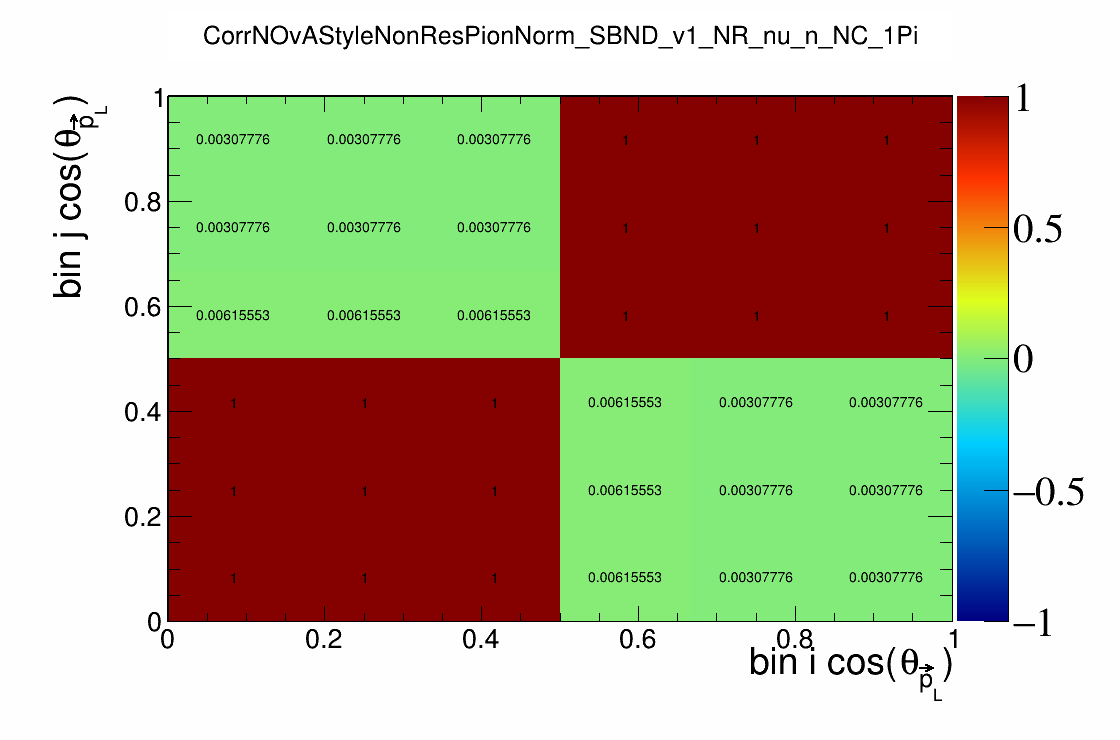 CorrNOvAStyleNonResPionNorm_SBND_v1_NR_nu_n_NC_1Pi
bin j cos(θ_p⃗_L)
1
0.8
0.6
0.4
0.2
0
0.00307776 0.00307776 0.00307776 1 1 1
0.00307776 0.00307776 0.00307776 1 1 1
0.00615553 0.00615553 0.00615553 1 1 1
1 1 1 0.00615553 0.00307776 0.00307776
1 1 1 0.00615553 0.00307776 0.00307776
1 1 1 0.00615553 0.00307776 0.00307776
0 0.2 0.4 0.6 0.8 1
bin i cos(θ_p⃗_L)
1
0.5
0
−0.5
−1